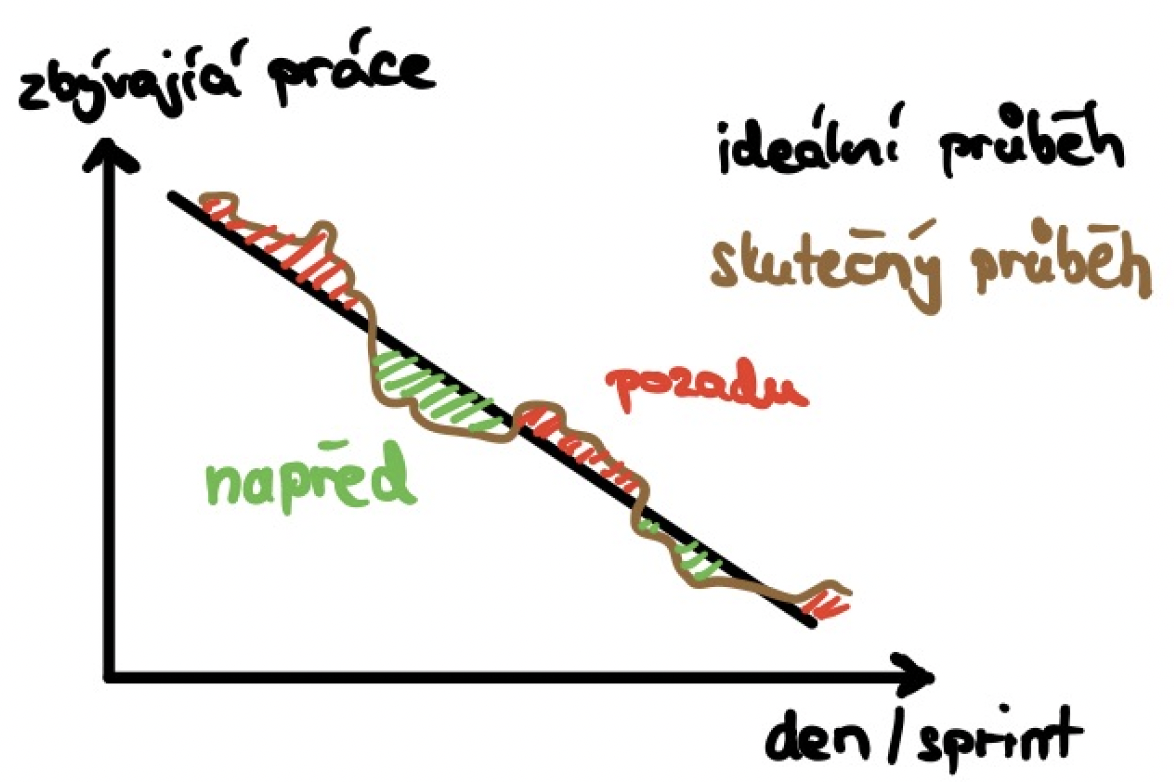 zbývající práce
ideální průběh
skutečný průběh
pozadu
napřed
den / sprint